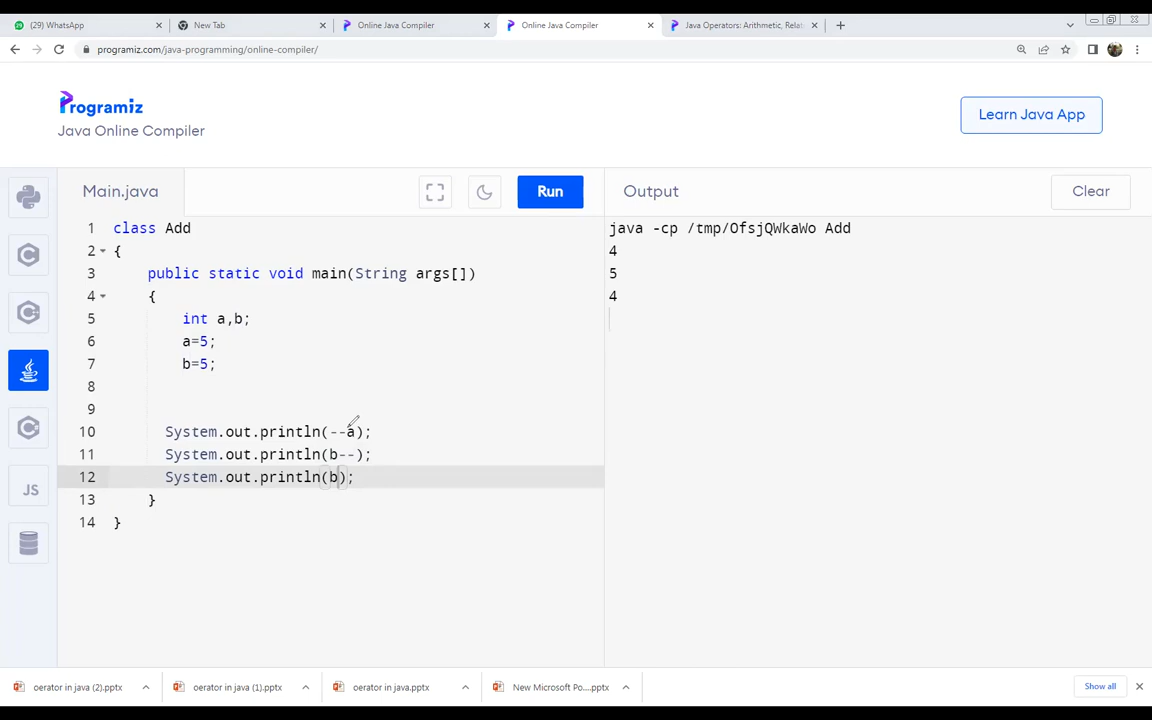 (29) WhatsApp
New Tab
Online Java Compiler
Online Java Compiler
Java Operators: Arithmetic, Relat
programiz.com/java-programming/online-compiler/
Programiz
Java Online Compiler
Learn Java App
Main.java
Run
Output
Clear
1 class Add
2 {
3 public static void main(String args[])
4 {
5 int a,b;
6 a=5;
7 b=5;
8
9
10 System.out.println(--a);
11 System.out.println(b--);
12 System.out.println(b);
13 }
14 }
java -cp /tmp/OfsjQWkaWo Add
4
5
4
JS
oerator in java (2).pptx
oerator in java (1).pptx
oerator in java.pptx
New Microsoft Po....pptx
Show all